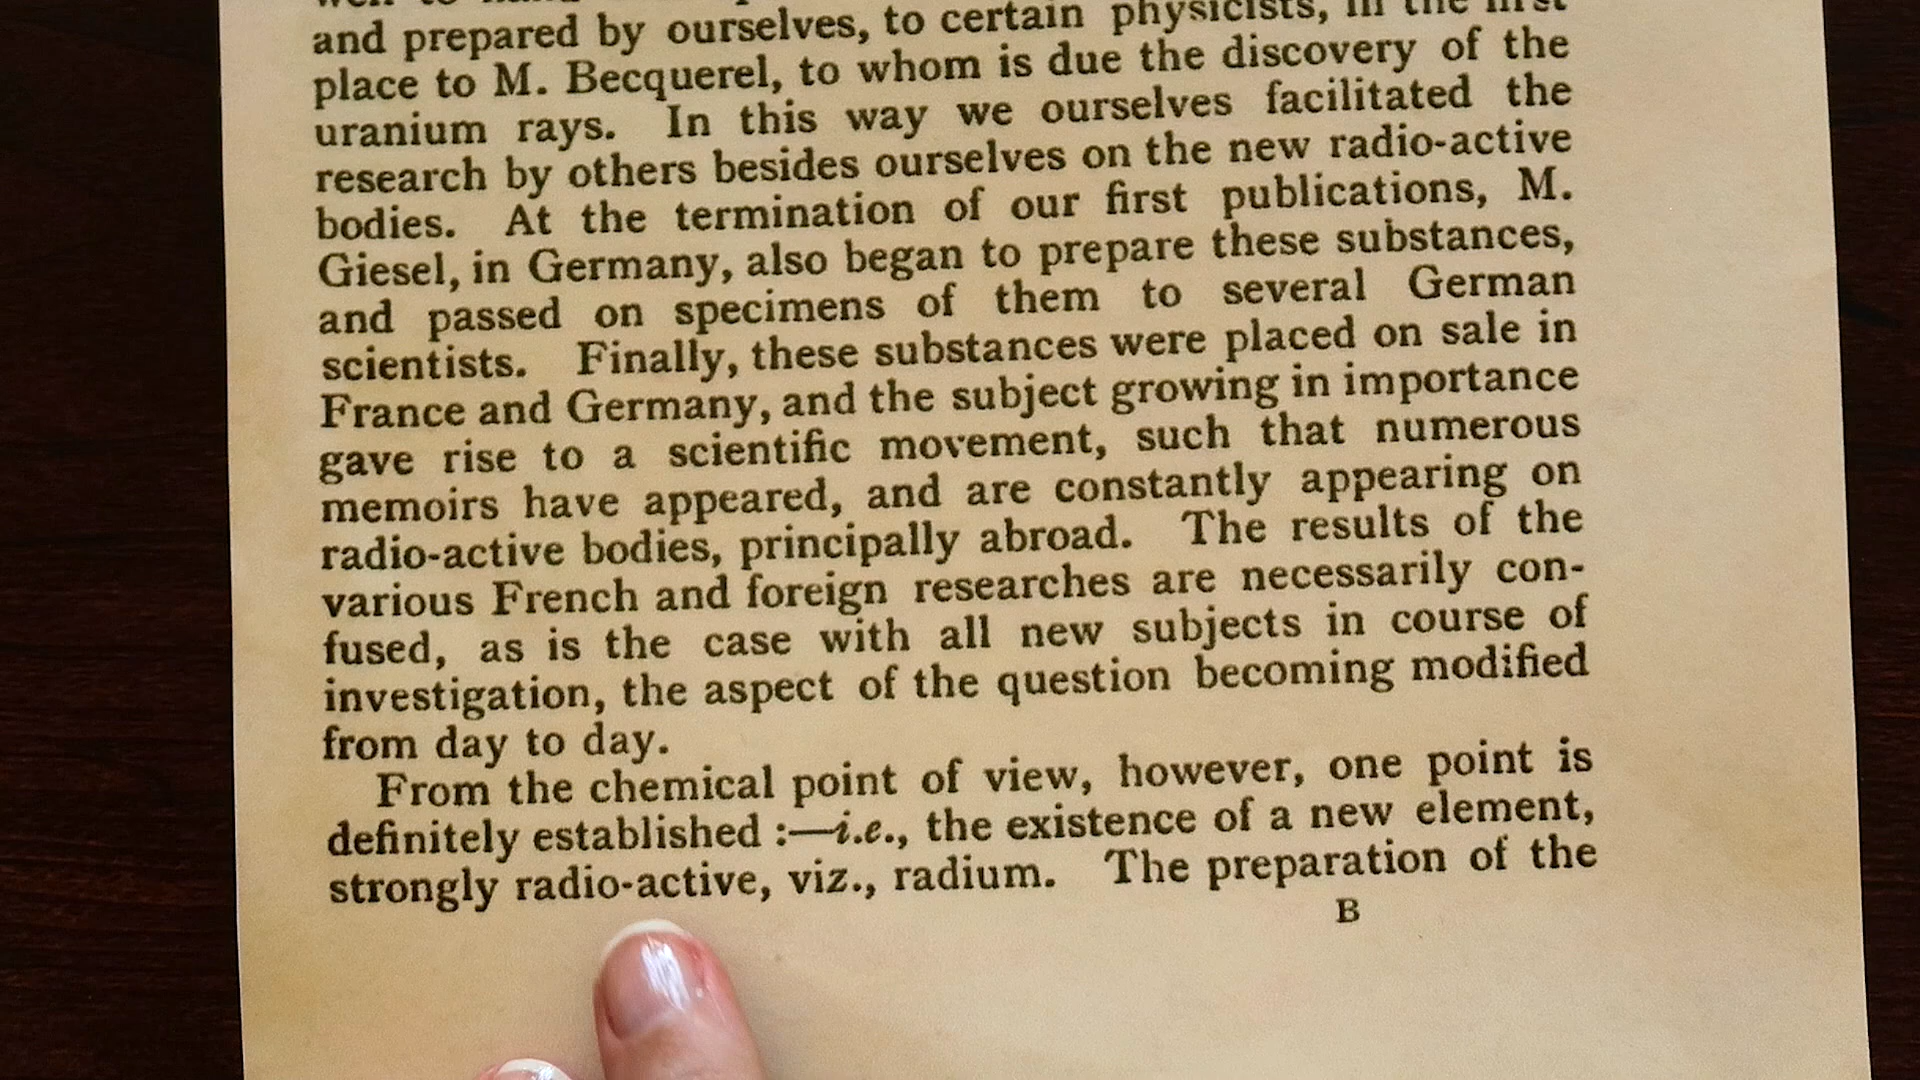 and prepared by ourselves, to certain physicists, in the first
place to M. Becquerel, to whom is due the discovery of the
uranium rays. In this way we ourselves facilitated the
research by others besides ourselves on the new radio-active
bodies. At the termination of our first publications, M.
Giesel, in Germany, also began to prepare these substances,
and passed on specimens of them to several German
scientists. Finally, these substances were placed on sale in
France and Germany, and the subject growing in importance
gave rise to a scientific movement, such that numerous
memoirs have appeared, and are constantly appearing on
radio-active bodies, principally abroad. The results of the
various French and foreign researches are necessarily con-
fused, as is the case with all new subjects in course of
investigation, the aspect of the question becoming modified
from day to day.
From the chemical point of view, however, one point is
definitely established :—i.e., the existence of a new element,
strongly radio-active, viz., radium. The preparation of the
B